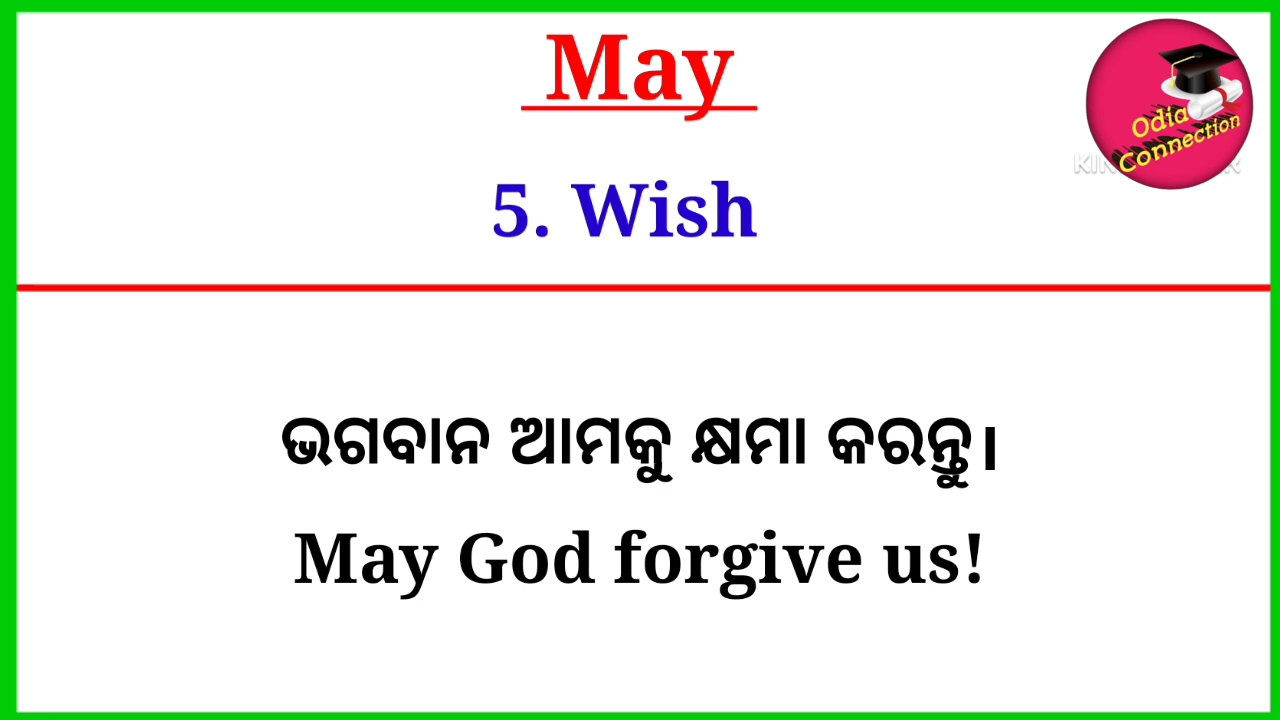 May
5. Wish
Odia
Connection
ଭଗବାନ ଆମକୁ କ୍ଷମା କରନ୍ତୁ।
May God forgive us!